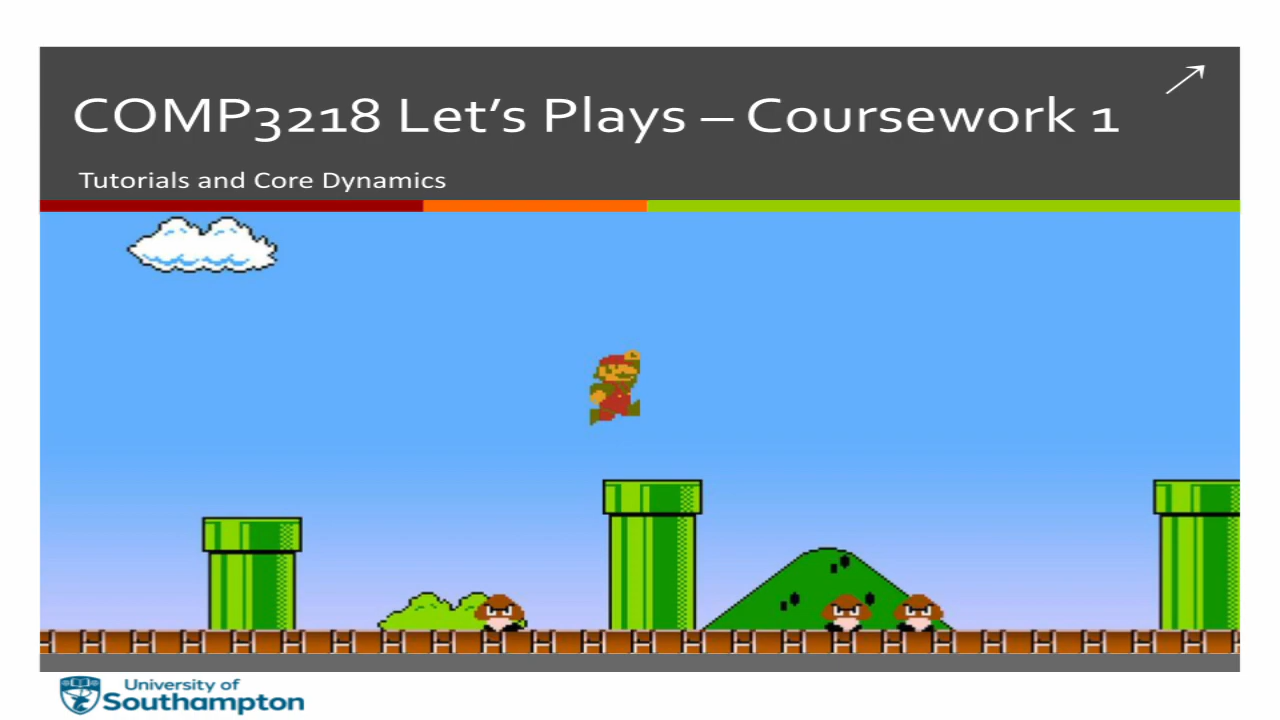 COMP3218 Let’s Plays – Coursework 1
Tutorials and Core Dynamics
University of
Southampton